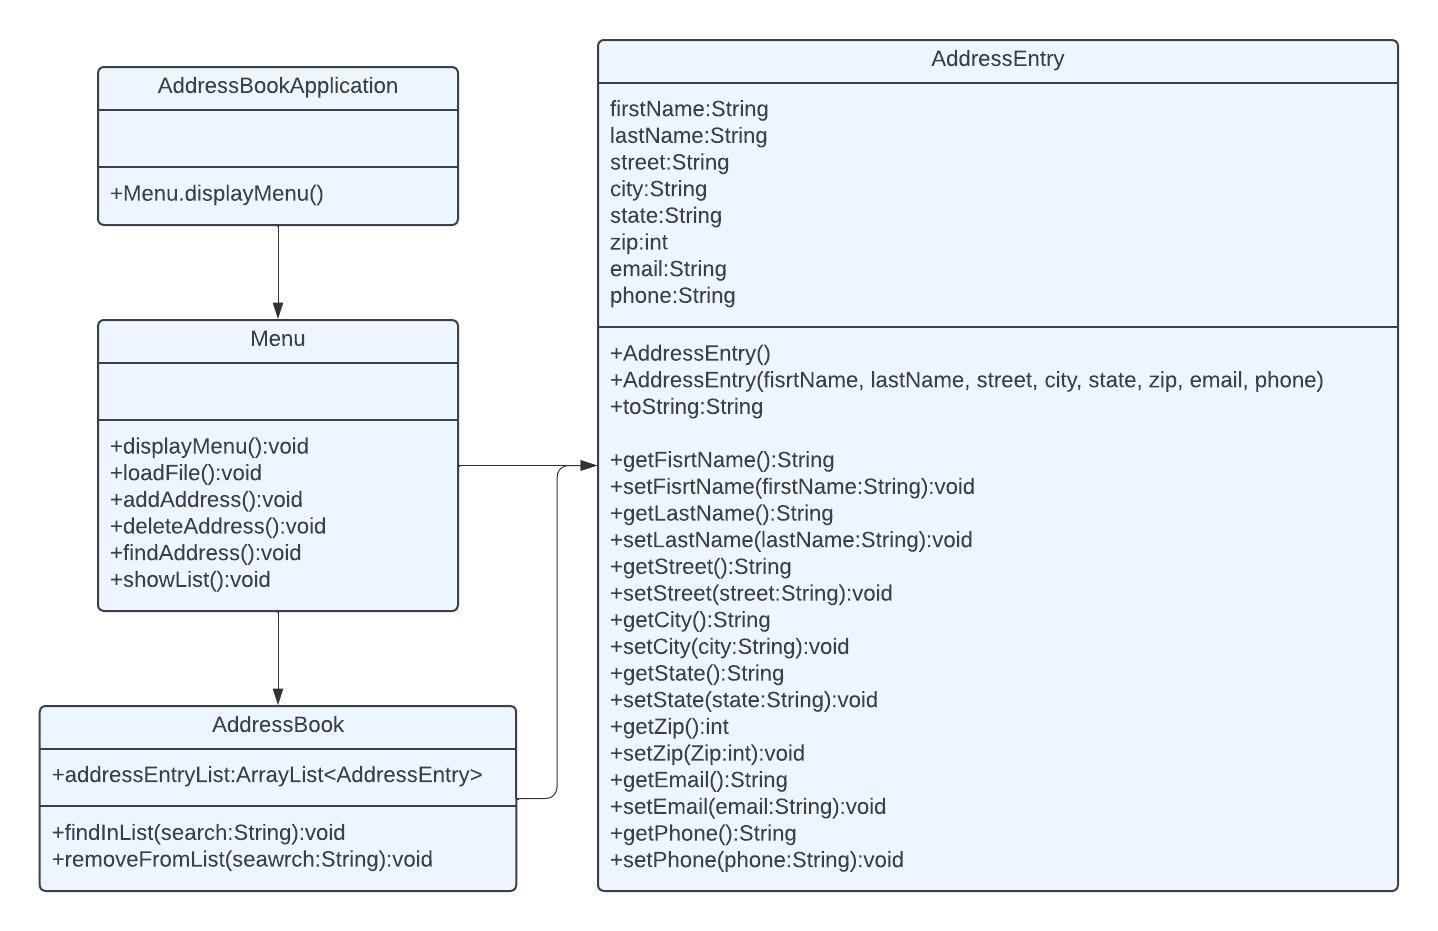 AddressBookApplication
+Menu.displayMenu()
Menu
+displayMenu():void
+loadFile():void
+addAddress():void
+deleteAddress():void
+findAddress():void
+showList():void
AddressBook
+addressEntryList:ArrayList<AddressEntry>
+findInList(search:String):void
+removeFromList(seawrch:String):void
AddressEntry
firstName:String
lastName:String
street:String
city:String
state:String
zip:int
email:String
phone:String
+AddressEntry()
+AddressEntry(fisrtName, lastName, street, city, state, zip, email, phone)
+toString:String
+getFisrtName():String
+setFisrtName(firstName:String):void
+getLastName():String
+setLastName(lastName:String):void
+getStreet():String
+setStreet(street:String):void
+getCity():String
+setCity(city:String):void
+getState():String
+setState(state:String):void
+getZip():int
+setZip(Zip:int):void
+getEmail():String
+setEmail(email:String):void
+getPhone():String
+setPhone(phone:String):void